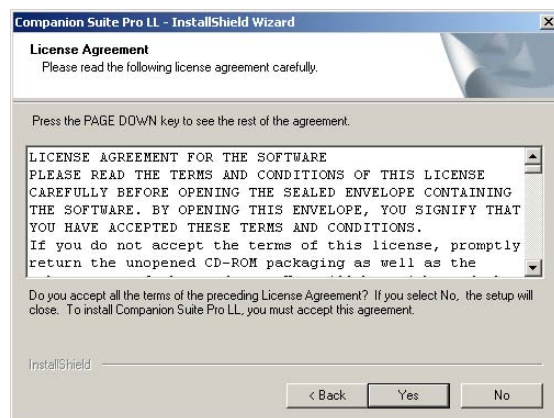 Companion Suite Pro LL - InstallShield Wizard
License Agreement
Please read the following license agreement carefully.
Press the PAGE DOWN key to see the rest of the agreement.
LICENSE AGREEMENT FOR THE SOFTWARE
PLEASE READ THE TERMS AND CONDITIONS OF THIS LICENSE
CAREFULLY BEFORE OPENING THE SEALED ENVELOPE CONTAINING
THE SOFTWARE. BY OPENING THIS ENVELOPE, YOU SIGNIFY THAT
YOU HAVE ACCEPTED THESE TERMS AND CONDITIONS.
If you do not accept the terms of this license, promptly
return the unopened CD-ROM packaging as well as the
Do you accept all the terms of the preceding License Agreement? If you select No, the setup will
close. To install Companion Suite Pro LL, you must accept this agreement.
InstallShield
< Back
Yes
No